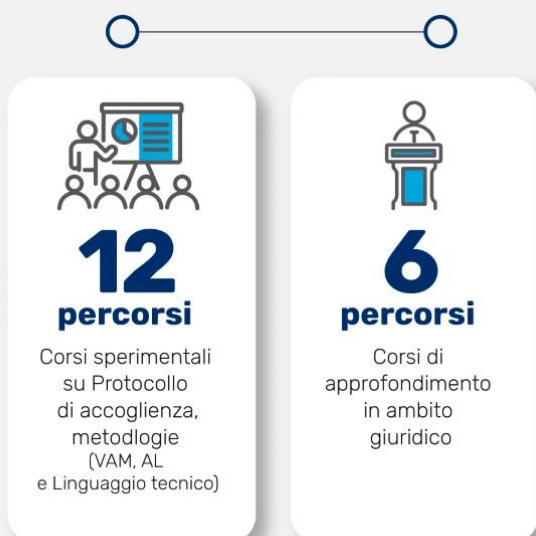 12
percorsi
Corsi sperimentali
su Protocollo
di accoglienza,
metodlogie
(VAM, AL
e Linguaggio tecnico)
6
percorsi
Corsi di
approfondimento
in ambito
giuridico